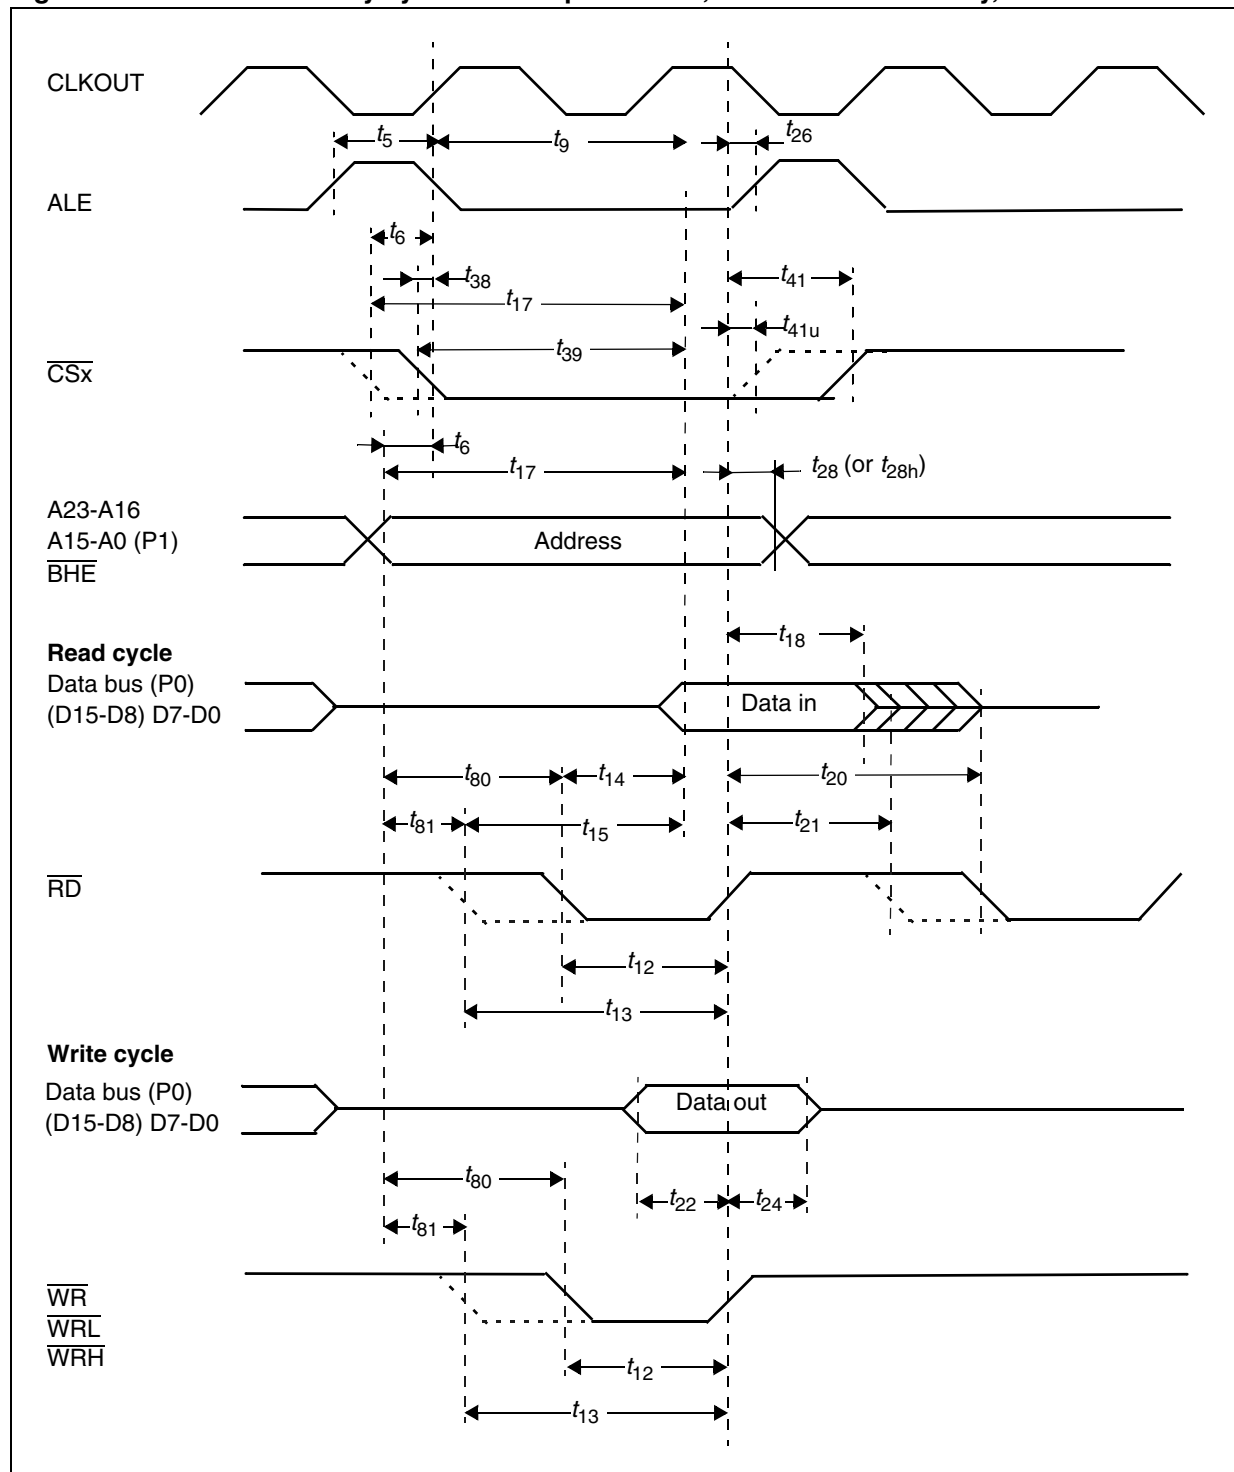 CLKOUT
t5
t9
t26
ALE
t6
t38
t41
t17
t41u
t39
CSx
t6
t17
t28 (or t28h)
A23-A16
A15-A0 (P1)
Address
BHE
t18
Read cycle
Data bus (P0)
Data in
(D15-D8) D7-D0
t80
t14
t20
t81
t15
t21
RD
t12
t13
Write cycle
Data bus (P0)
Data out
(D15-D8) D7-D0
t80
t22
t24
t81
WR
WRL
WRH
t12
t13